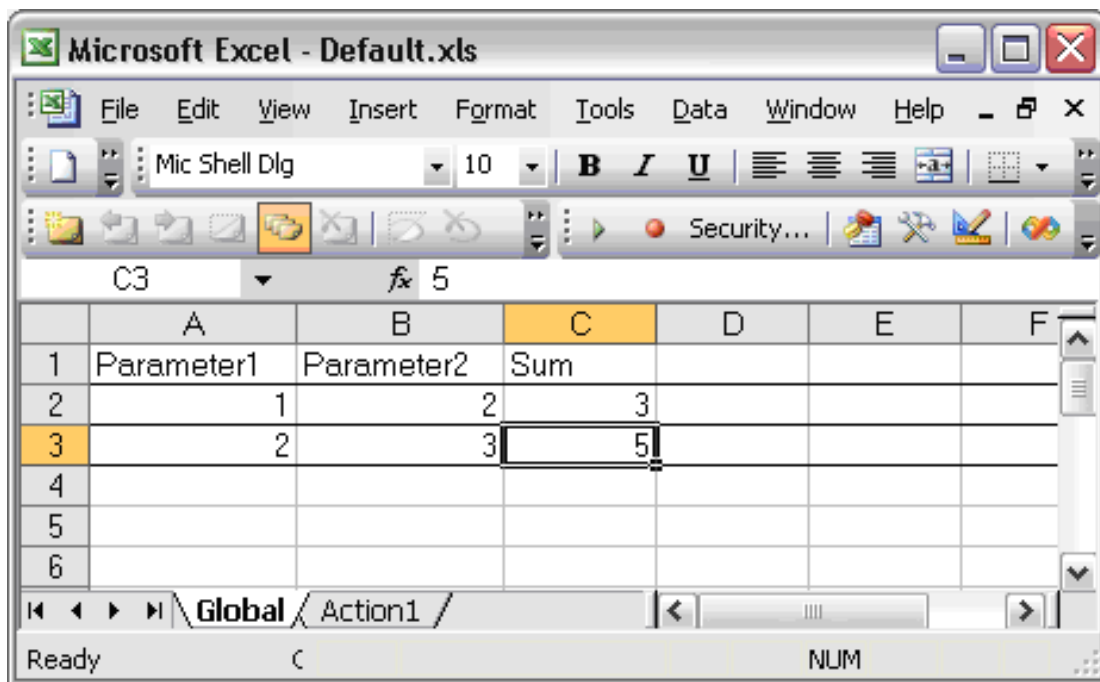 Microsoft Excel - Default.xls
File Edit View Insert Format Tools Data Window Help
Mic Shell Dlg 10 B I U a
Security...
C3 fx 5
A B C D E F
1 Parameter1 Parameter2 Sum
2 1 2 3
3 2 3 5
4
5
6
Global Action1
Ready C NUM